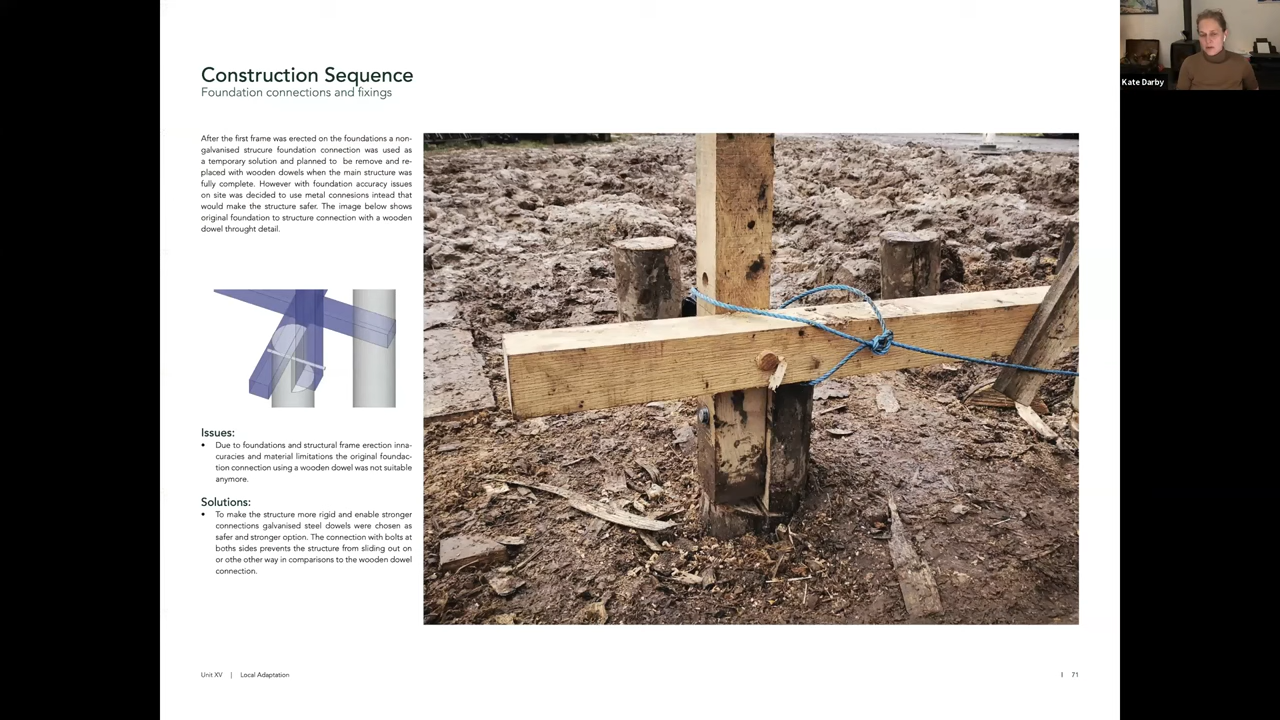 Construction Sequence
Foundation connections and fixings
After the first frame was erected on the foundations a non-
galvanised strucure foundation connection was used as
a temporary solution and planned to be remove and re-
placed with wooden dowels when the main structure was
fully complete. However with foundation accuracy issues
on site was decided to use metal connesions intead that
would make the structure safer. The image below shows
original foundation to structure connection with a wooden
dowel throught detail.
Issues:
• Due to foundations and structural frame erection inna-
curacies and material limitations the original foundac-
tion connection using a wooden dowel was not suitable
anymore.
Solutions:
• To make the structure more rigid and enable stronger
connections galvanised steel dowels were chosen as
safer and stronger option. The connection with bolts at
boths sides prevents the structure from sliding out on
or othe other way in comparisons to the wooden dowel
connection.
Unit XV | Local Adaptation
| 71
Kate Darby